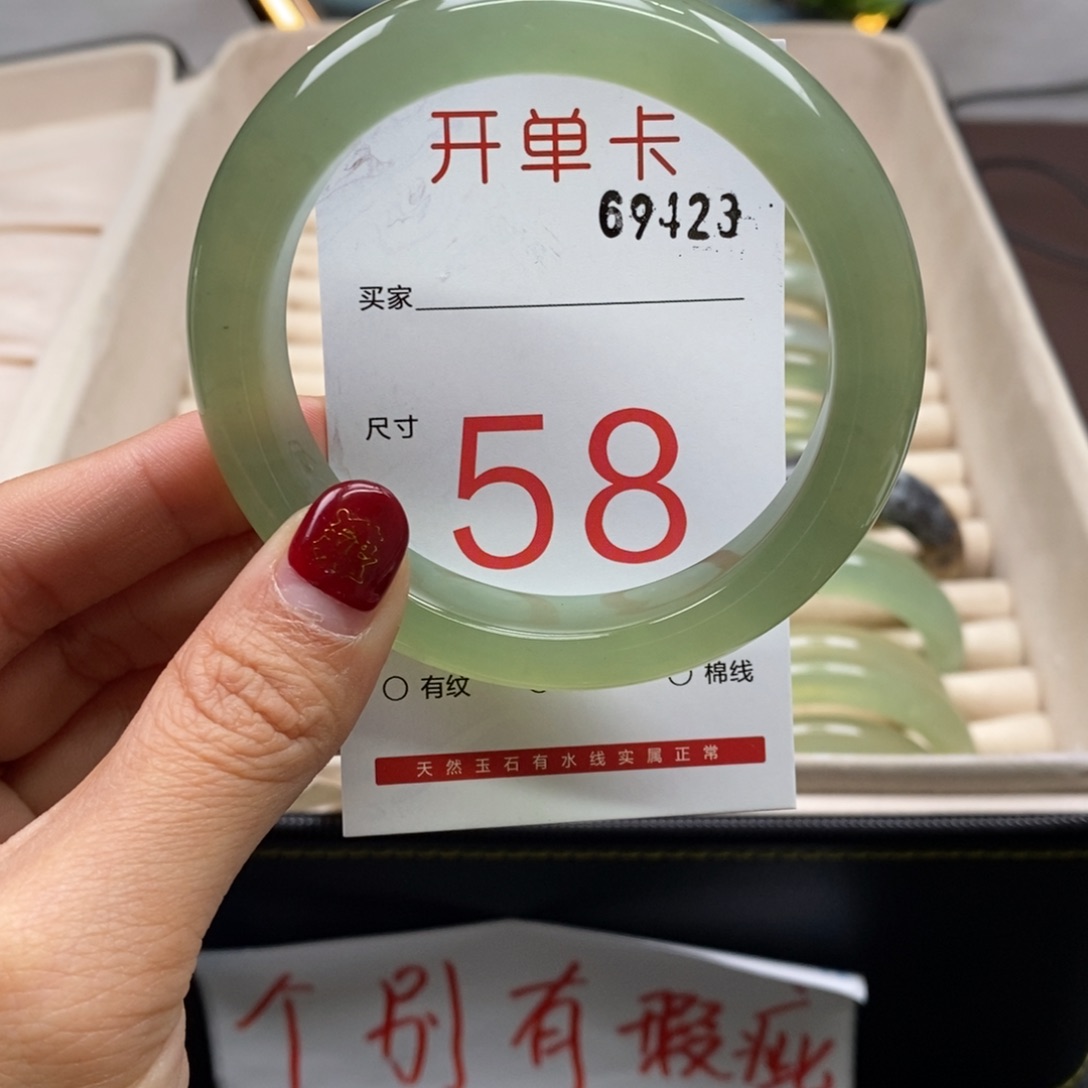 开单卡
69423
买家
尺寸
58
有纹
棉线
天然玉石有水线实属正常
个别有瑕疵